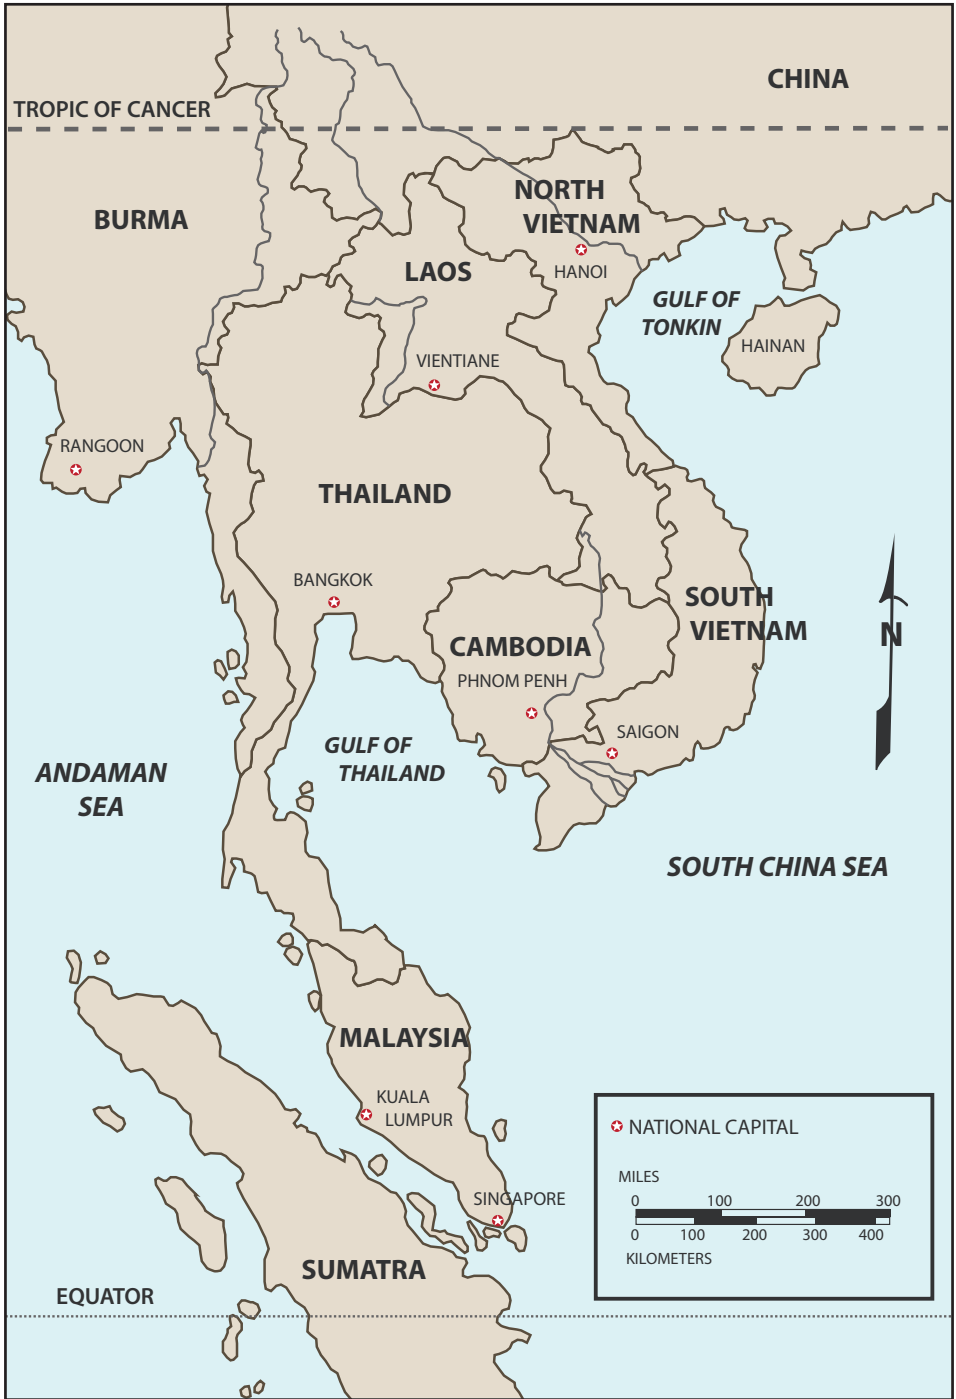 CHINA
TROPIC OF CANCER
NORTH
VIETNAM
BURMA
LAOS
HANOI
GULF OF
TONKIN
HAINAN
VIENTIANE
RANGOON
THAILAND
BANGKOK
SOUTH
VIETNAM
N
CAMBODIA
PHNOM PENH
SAIGON
GULF OF
THAILAND
ANDAMAN
SEA
SOUTH CHINA SEA
MALAYSIA
KUALA
LUMPUR
SINGAPORE
SUMATRA
EQUATOR
NATIONAL CAPITAL
MILES
0 100 200 300
0 100 200 300 400
KILOMETERS